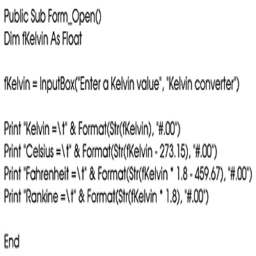 Public Sub Form_Open()
Dim fKelvin As Float
fKelvin = InputBox("Enter a Kelvin value", "Kelvin converter")
Print "Kelvin =\t" & Format(Str(fKelvin), "#.00")
Print "Celsius =\t" & Format(Str(fKelvin - 273.15), "#.00")
Print "Fahrenheit =\t" & Format(Str(fKelvin * 1.8 - 459.67), "#.00")
Print "Rankine =\t" & Format(Str(fKelvin * 1.8), "#.00")
End